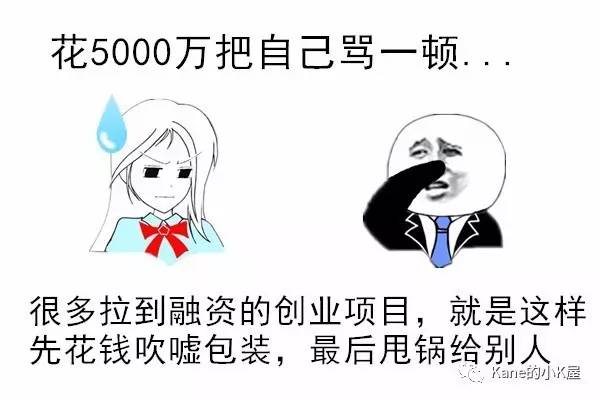 花5000万把自己骂一顿...
很多拉到融资的创业项目，就是这样
先花钱吹嘘包装，最后甩锅给别人
Kane的小K屋